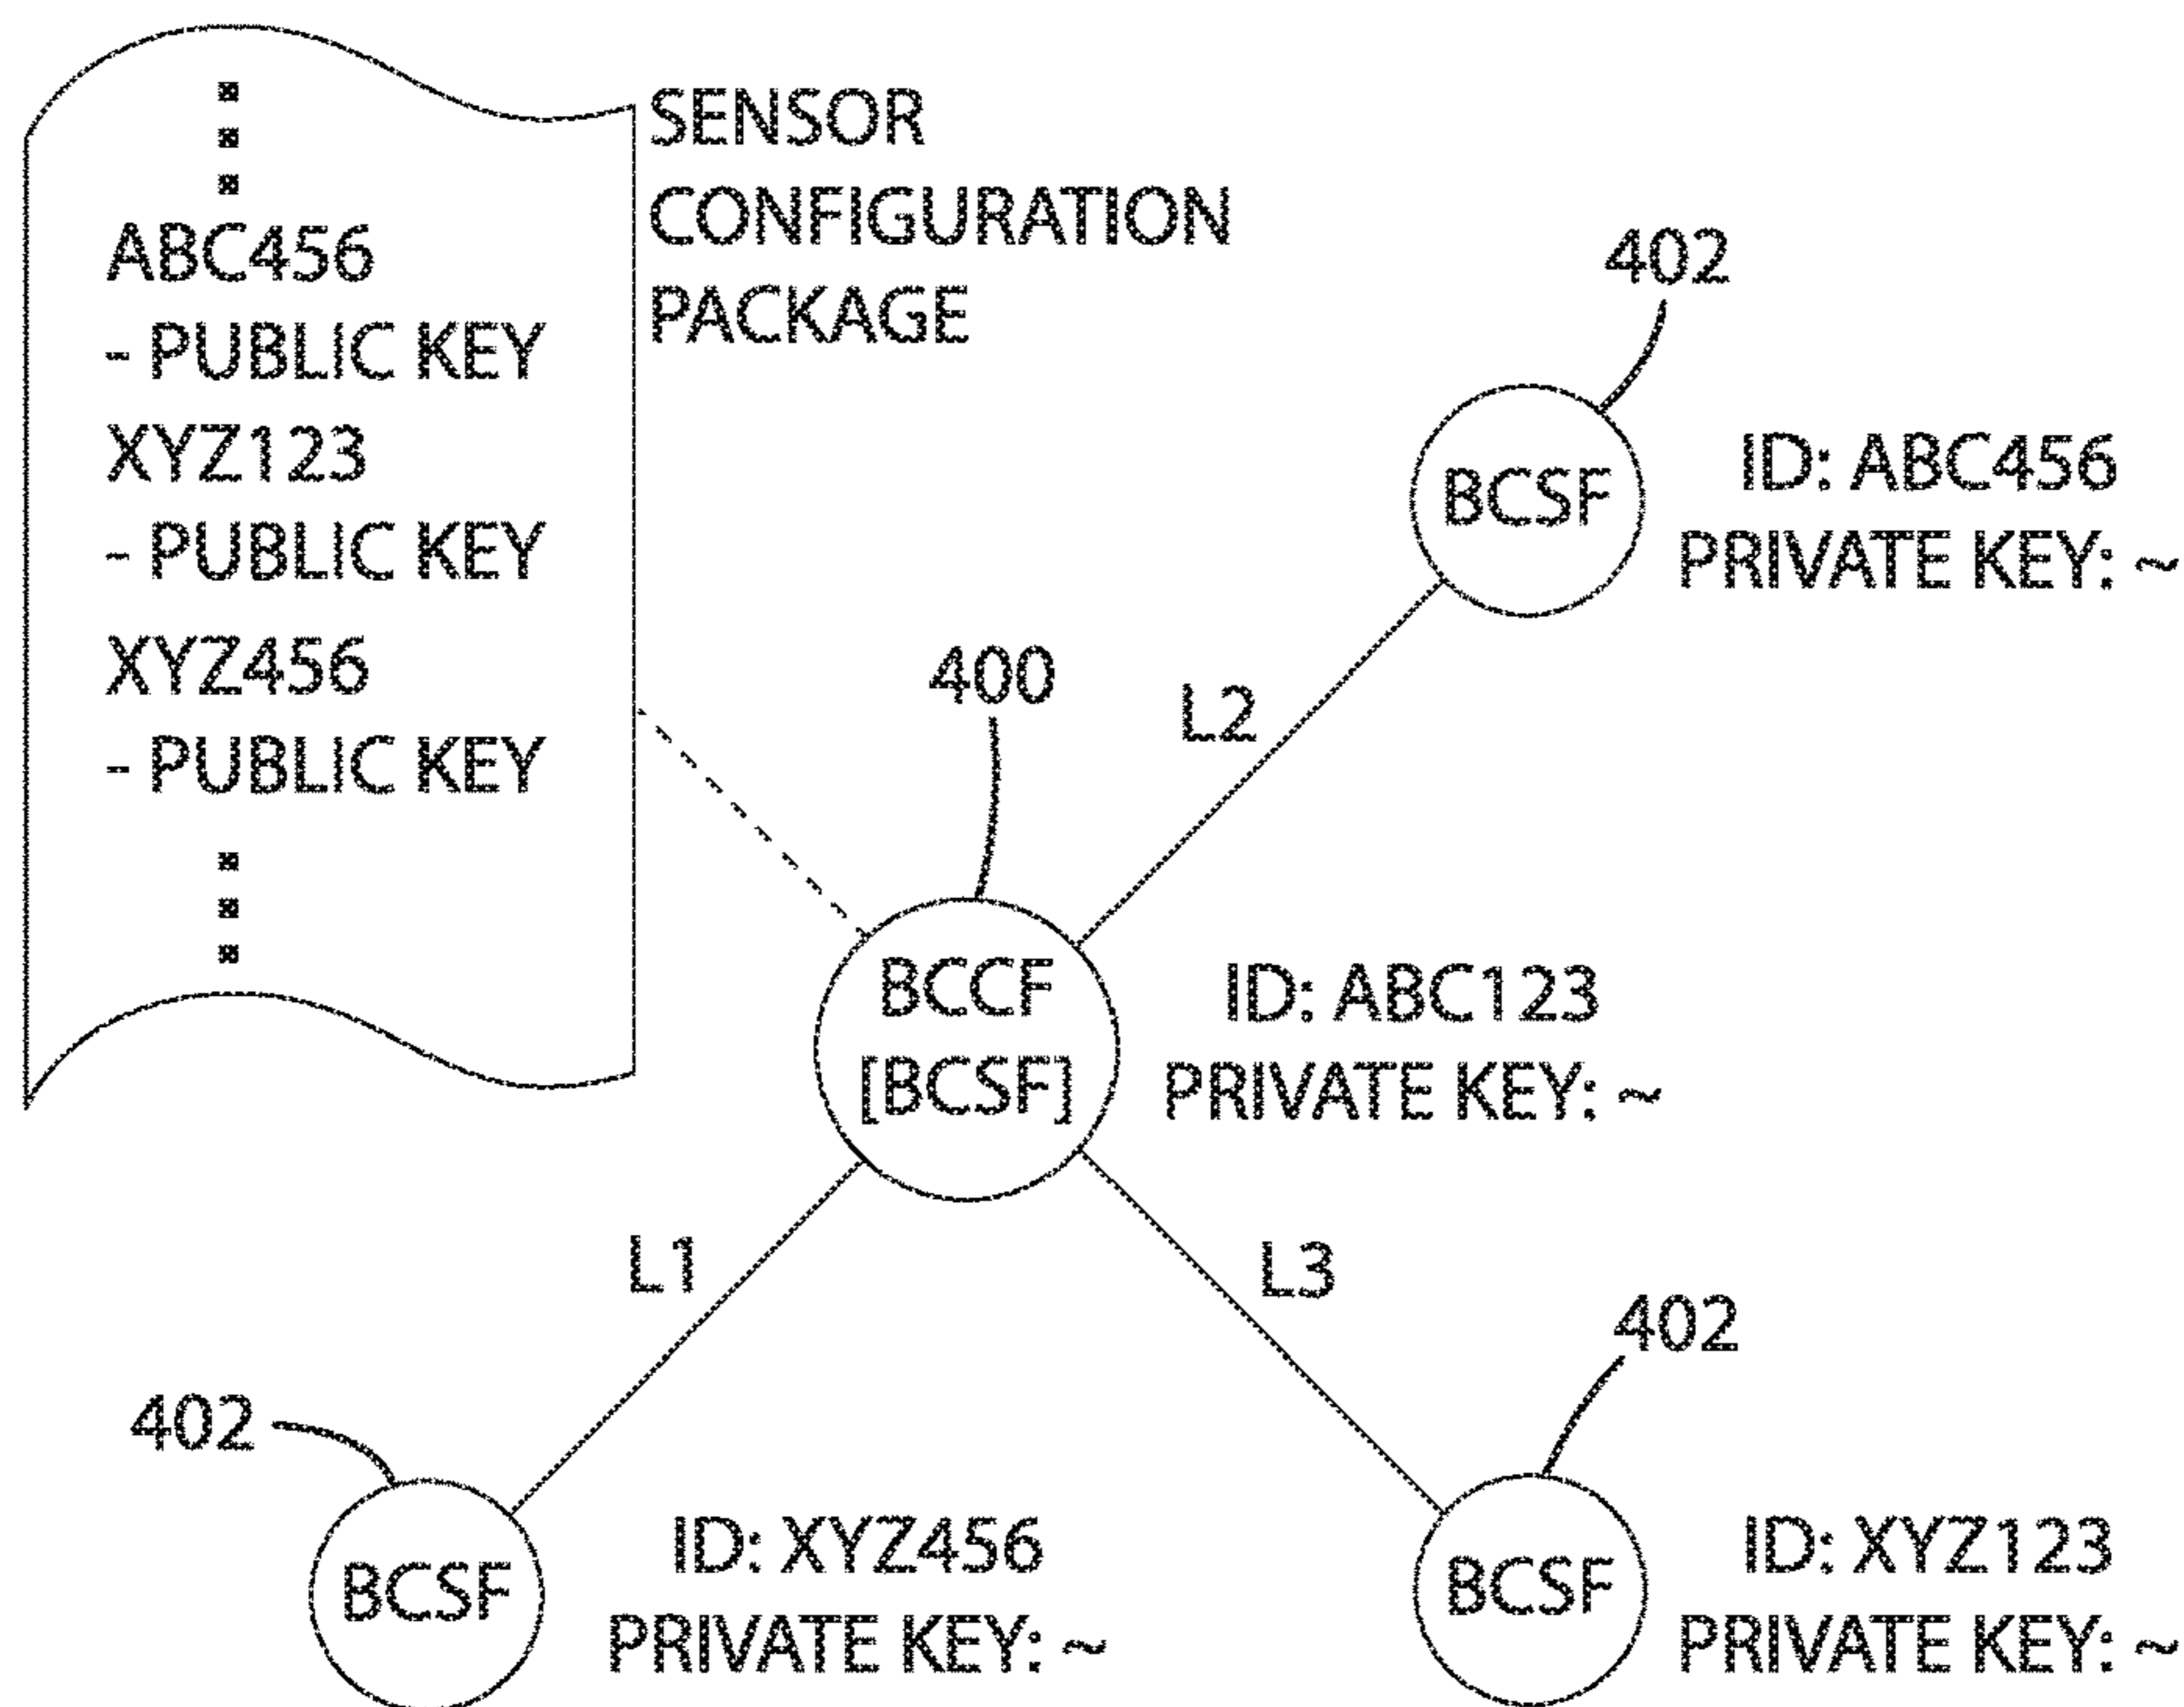 SENSOR
CONFIGURATION
PACKAGE
ABC456
- PUBLIC KEY
XYZ123
- PUBLIC KEY
XYZ456
- PUBLIC KEY
402
BCSF
ID: ABC456
PRIVATE KEY: ~
400
L2
BCCF
[BCSF]
ID: ABC123
PRIVATE KEY: ~
L1
L3
402
BCSF
ID: XYZ456
PRIVATE KEY: ~
402
BCSF
ID: XYZ123
PRIVATE KEY: ~